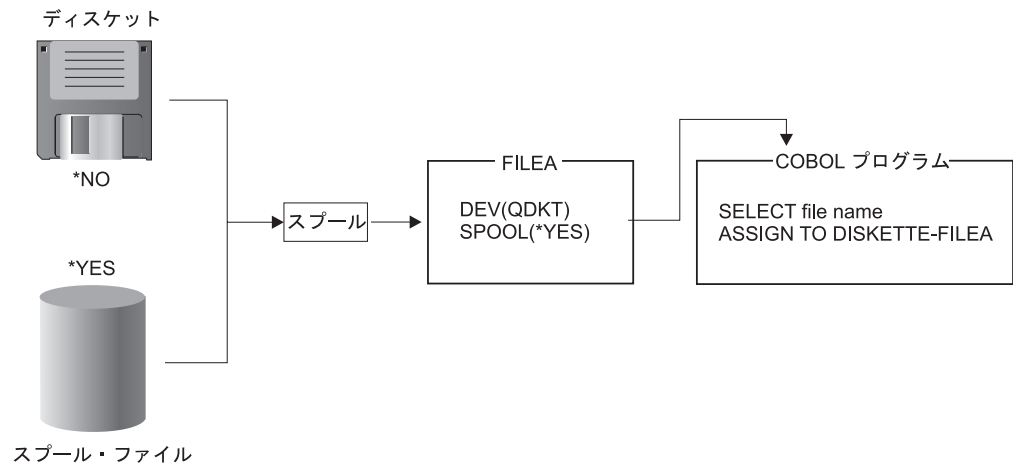 ディスケット
*NO
*YES
スプール・ファイル
スプール
FILEA
DEV(QDKT)
SPOOL(*YES)
COBOL プログラム
SELECT file name
ASSIGN TO DISKETTE-FILEA